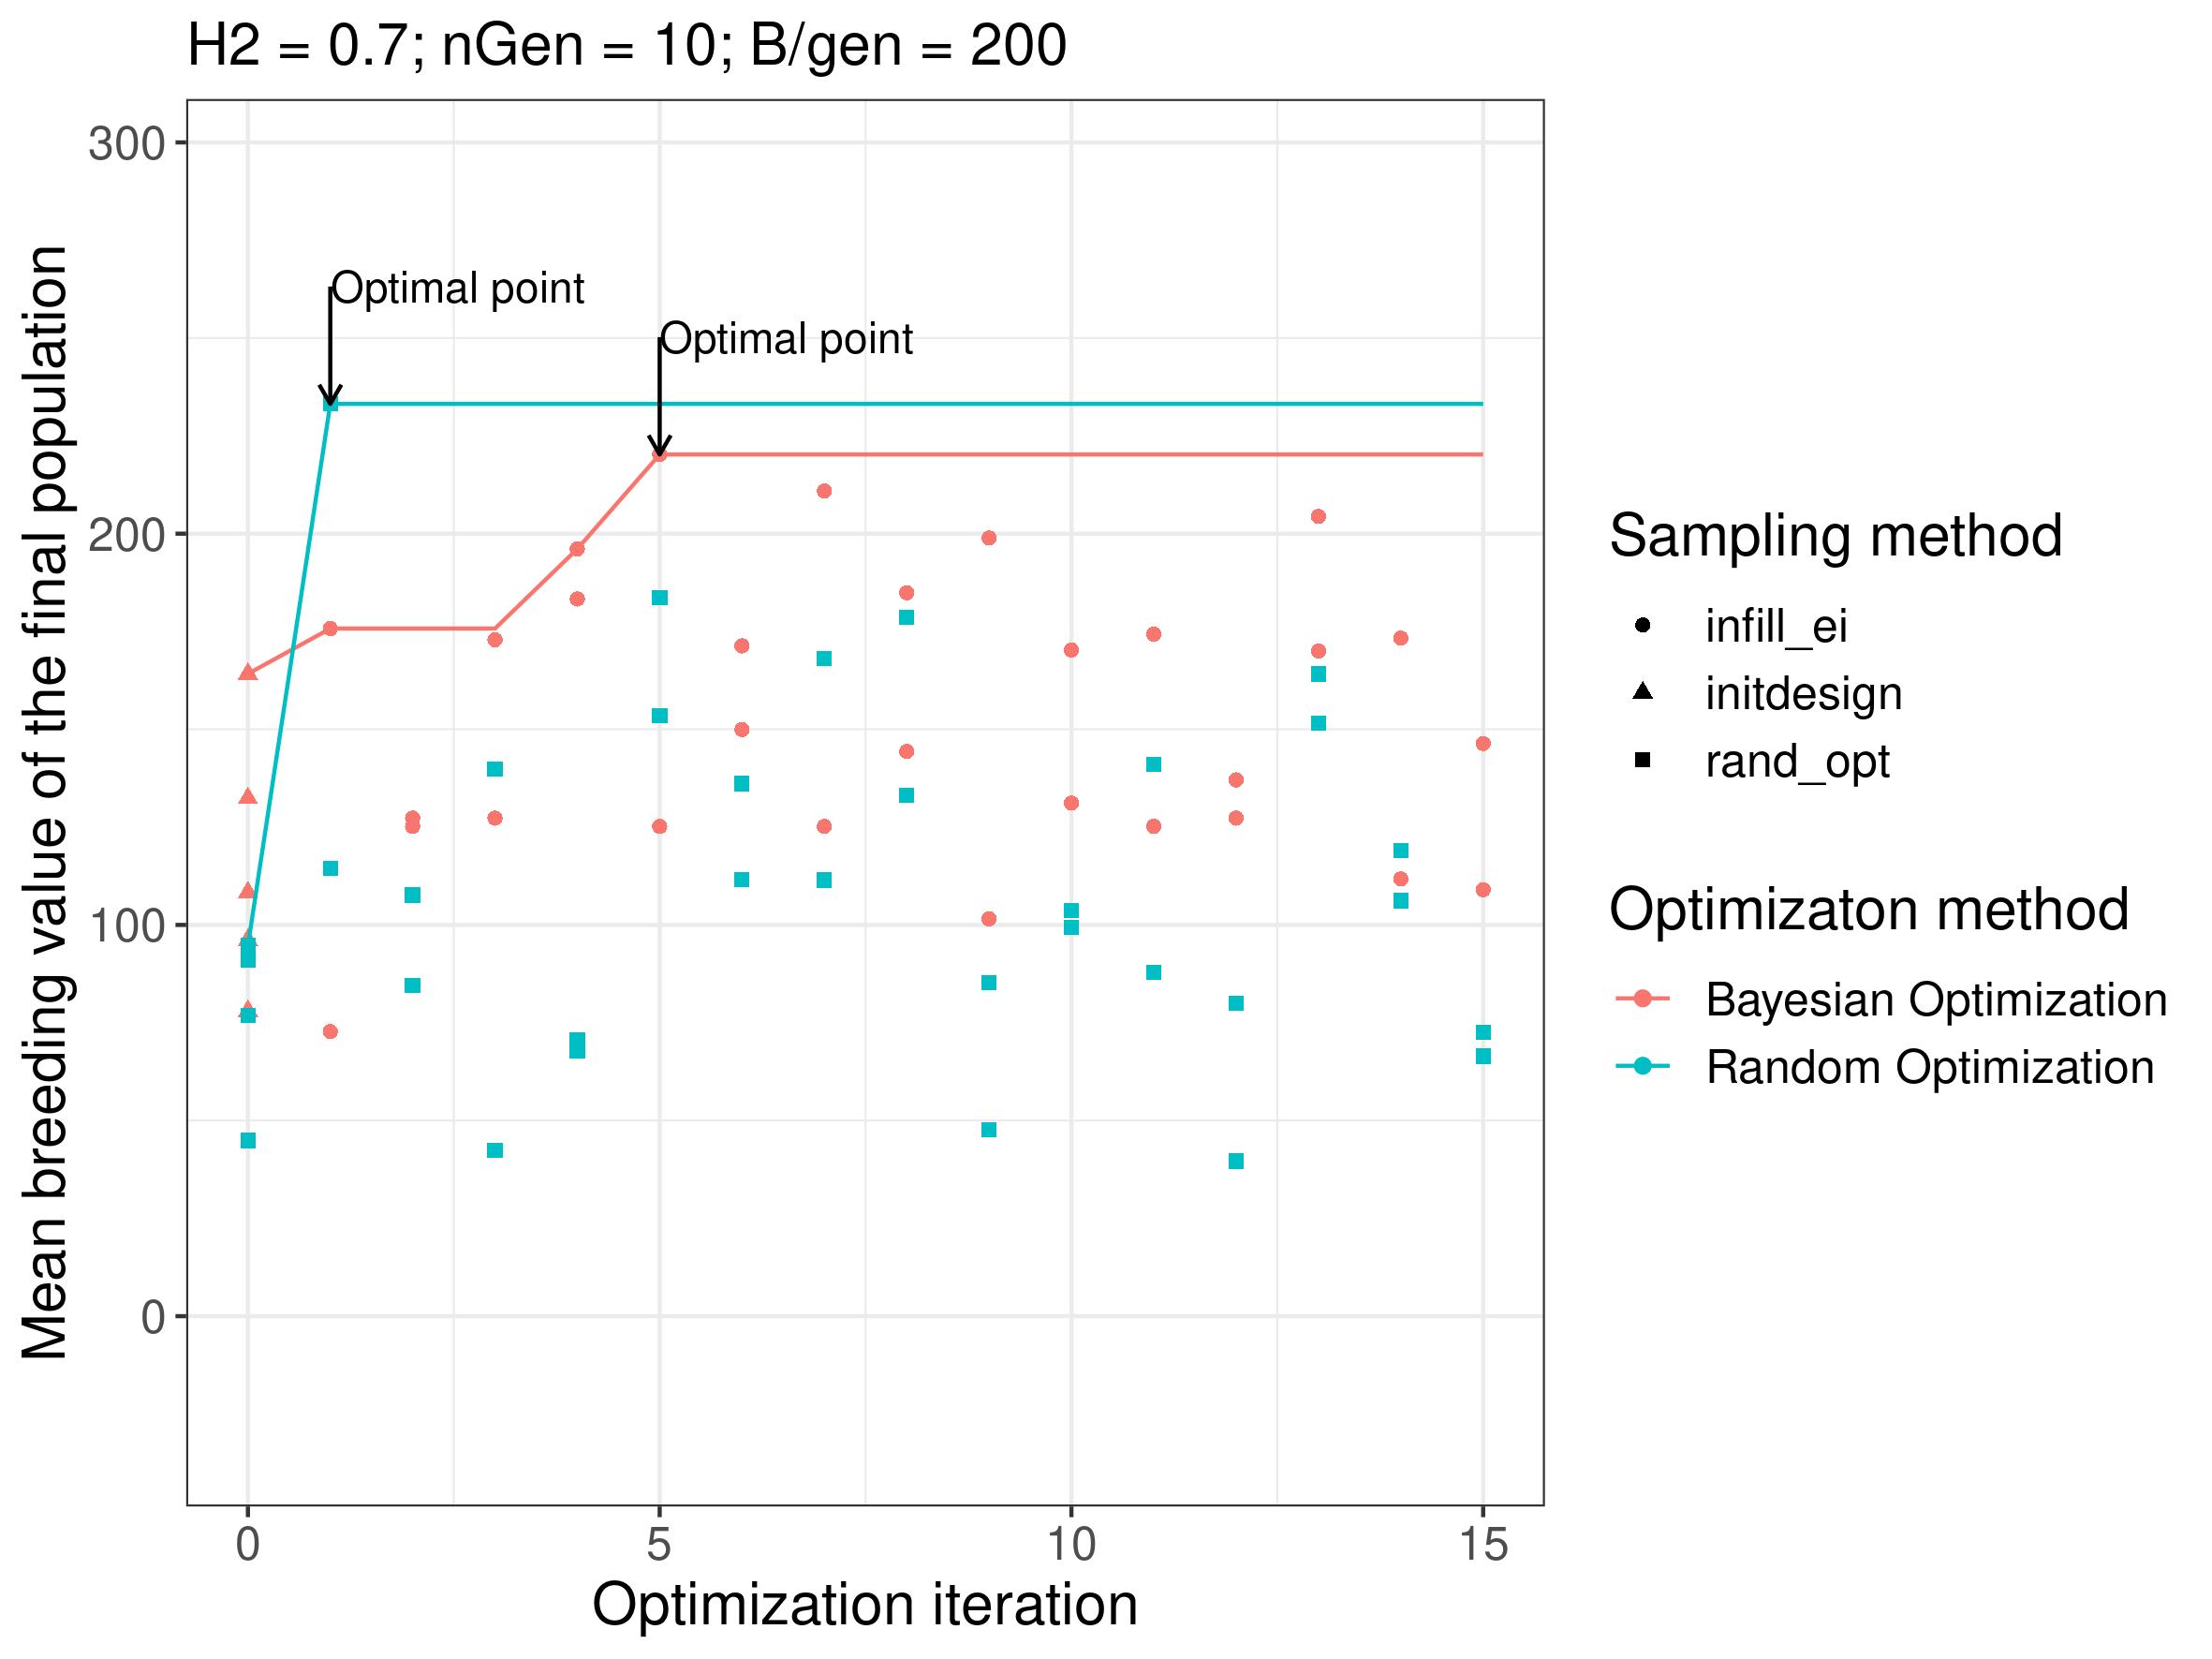 H2 = 0.7; nGen = 10; B/gen = 200
Mean breeding value of the final population
300
200
100
0
Optimal point
Optimal point
0
5
10
15
Optimization iteration
Sampling method
infill_ei
initdesign
rand_opt
Optimizaton method
Bayesian Optimization
Random Optimization